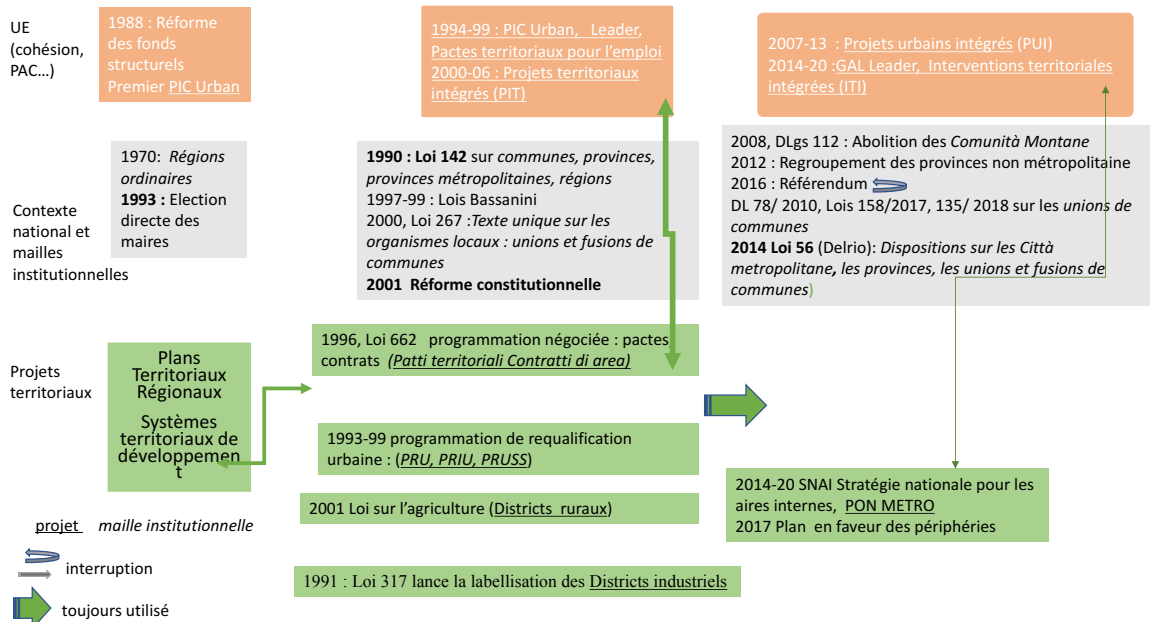 UE
(cohésion,
PAC...)
1988 : Réforme
des fonds
structurels
Premier PIC Urban
1994-99 : PIC Urban, Leader,
Pactes territoriaux pour l'emploi
2000-06 : Projets territoriaux
intégrés (PIT)
2007-13 : Projets urbains intégrés (PUI)
2014-20 :GAL Leader, Interventions territoriales
intégrées (ITI)
Contexte
national et
mailles
institutionnelles
1970: Régions
ordinaires
1993 : Election
directe des
maires
1990 : Loi 142 sur communes, provinces,
provinces métropolitaines, régions
1997-99 : Lois Bassanini
2000, Loi 267 :Texte unique sur les
organismes locaux : unions et fusions de
communes
2001 Réforme constitutionnelle
2008, DLgs 112 : Abolition des Comunità Montane
2012 : Regroupement des provinces non métropolitaine
2016 : Référendum
DL 78/ 2010, Lois 158/2017, 135/ 2018 sur les unions de
communes
2014 Loi 56 (Delrio): Dispositions sur les Città
metropolitane, les provinces, les unions et fusions de
communes)
Projets
territoriaux
Plans
Territoriaux
Régionaux
Systèmes
territoriaux de
développemen
t
1996, Loi 662 programmation négociée : pactes
contrats (Patti territoriali Contratti di area)
1993-99 programmation de requalification
urbaine : (PRU, PRIU, PRUSS)
2001 Loi sur l'agriculture (Districts ruraux)
1991 : Loi 317 lance la labellisation des Districts industriels
2014-20 SNAI Stratégie nationale pour les
aires internes, PON METRO
2017 Plan en faveur des périphéries
projet maille institutionnelle
interruption
toujours utilisé